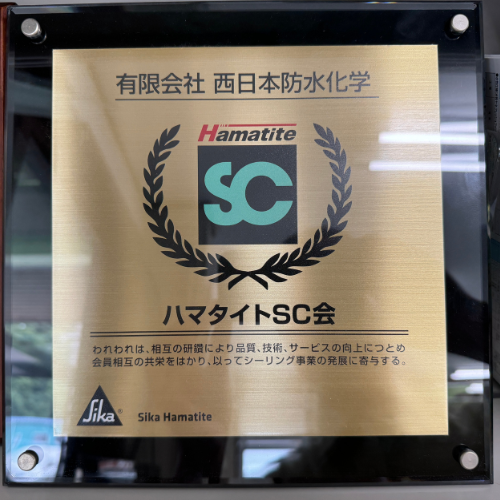 有限会社 西日本防水化学
Hamatite
SC
ハマタイトSC会
われわれは、相互の研鑽により品質、技術、サービスの向上につとめ
会員相互の共栄をはかり、以ってシーリング事業の発展に寄与する。
Sika® Sika Hamatite